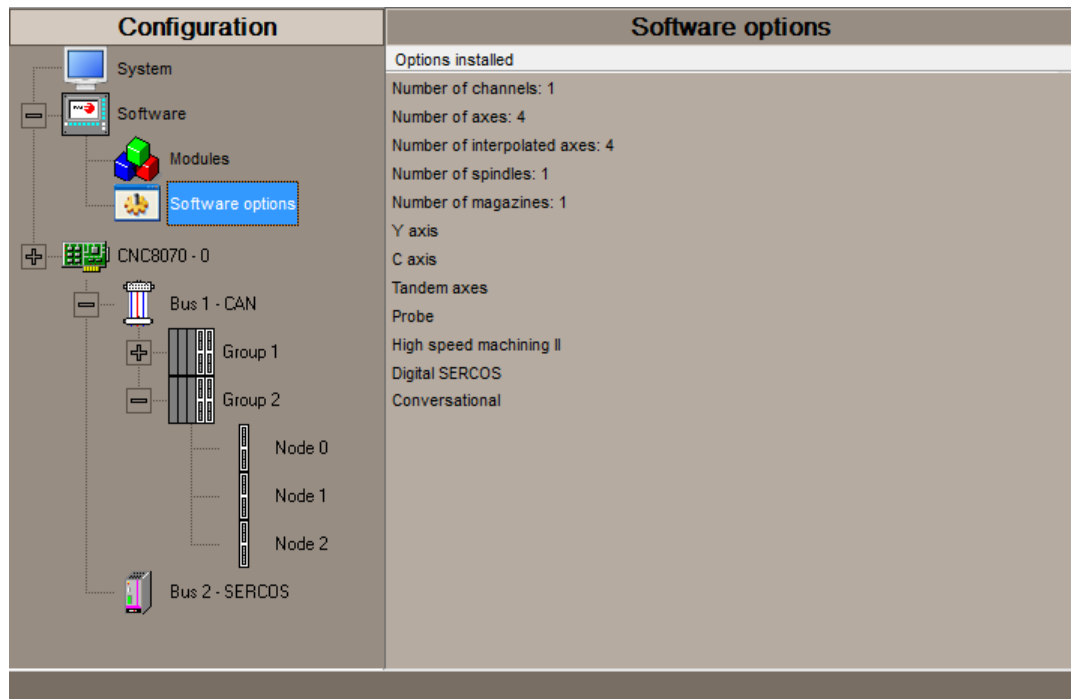 Configuration
System
Software
Modules
Software options
CNC8070 - 0
Bus 1 - CAN
Group 1
Group 2
Node 0
Node 1
Node 2
Bus 2 - SERCOS
Software options
Options installed
Number of channels: 1
Number of axes: 4
Number of interpolated axes: 4
Number of spindles: 1
Number of magazines: 1
Y axis
C axis
Tandem axes
Probe
High speed machining II
Digital SERCOS
Conversational